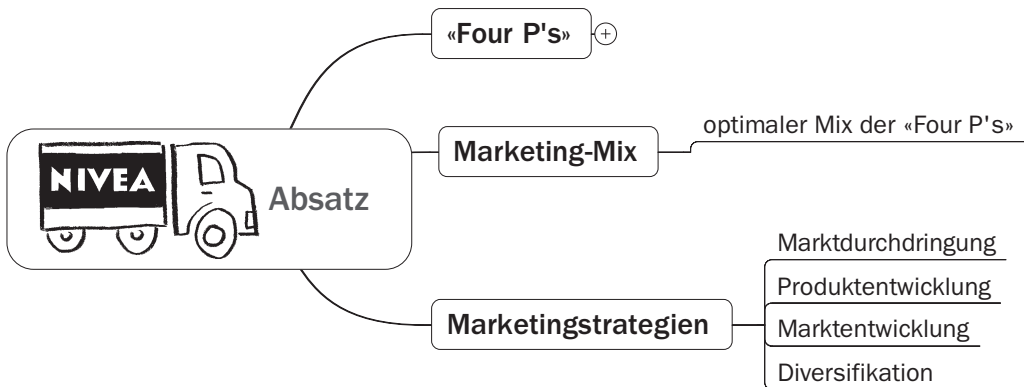 «Four P's»
optimaler Mix der «Four P's»
Marketing-Mix
NIVEA
Absatz
Marktdurchdringung
Produktentwicklung
Marketingstrategien
Marktentwicklung
Diversifikation